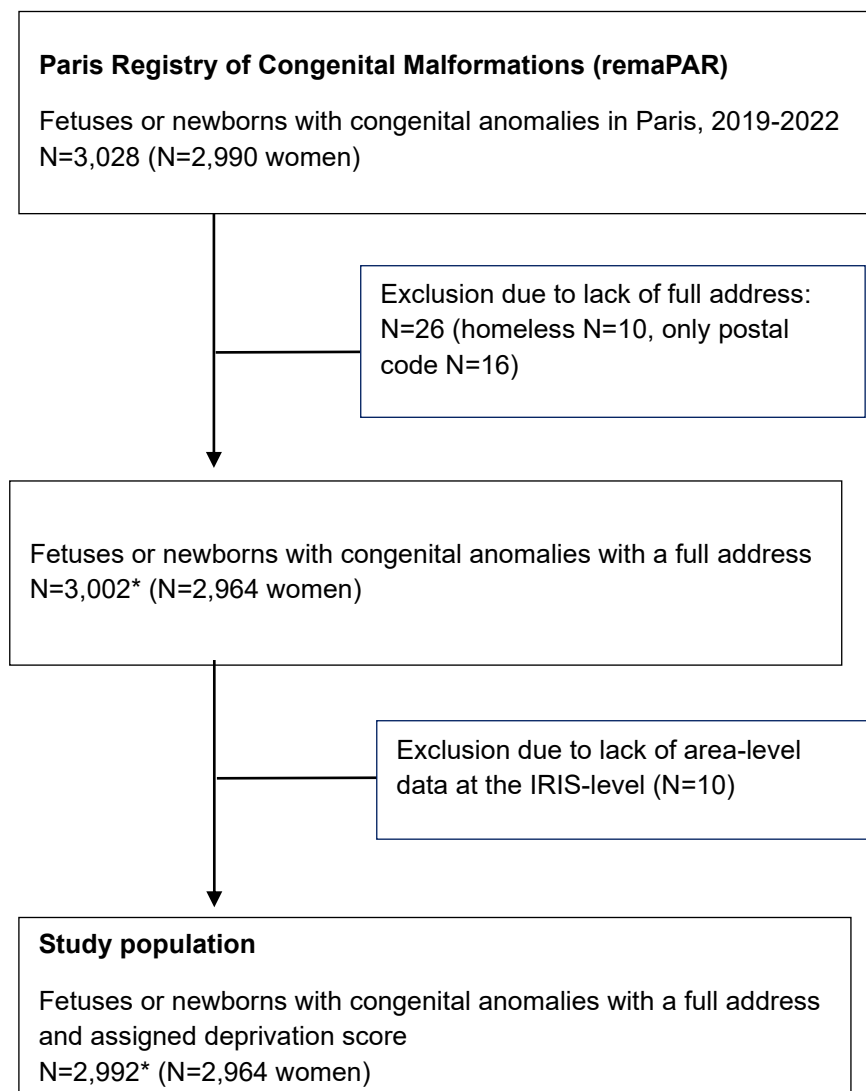 Paris Registry of Congenital Malformations (remaPAR)
Fetuses or newborns with congenital anomalies in Paris, 2019-2022
N=3,028 (N=2,990 women)
Exclusion due to lack of full address:
N=26 (homeless N=10, only postal
code N=16)
Fetuses or newborns with congenital anomalies with a full address
N=3,002* (N=2,964 women)
Exclusion due to lack of area-level
data at the IRIS-level (N=10)
Study population
Fetuses or newborns with congenital anomalies with a full address
and assigned deprivation score
N=2,992* (N=2,964 women)